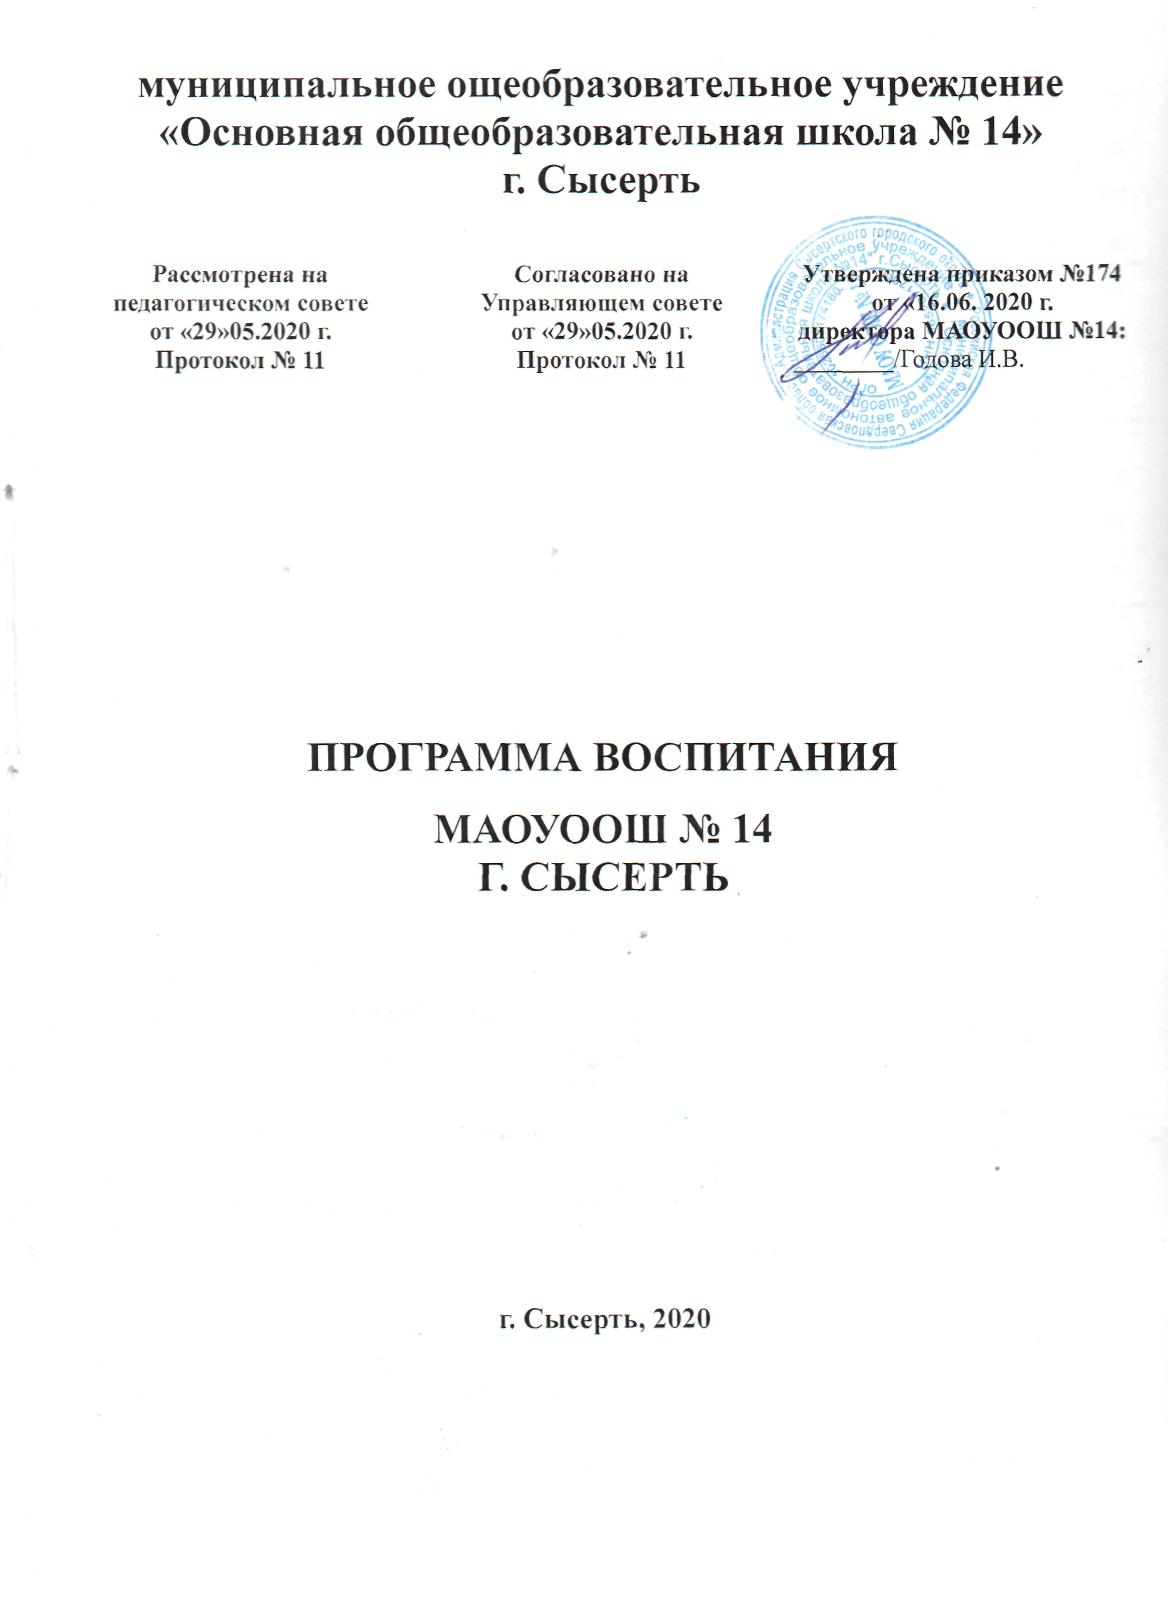 муниципальное ощеобразовательное учреждение
«Основная общеобразовательная школа № 14»
г. Сысерть
Рассмотрена на
педагогическом совете
от «29»05.2020 г.
Протокол № 11
Согласовано на
Управляющем совете
от «29»05.2020 г.
Протокол № 11
Утверждена приказом №174
от «16.06. 2020 г.
директора МАОУООШ №14:
________/Годова И.В.
ПРОГРАММА ВОСПИТАНИЯ
МАОУООШ № 14
Г. СЫСЕРТЬ
г. Сысерть, 2020